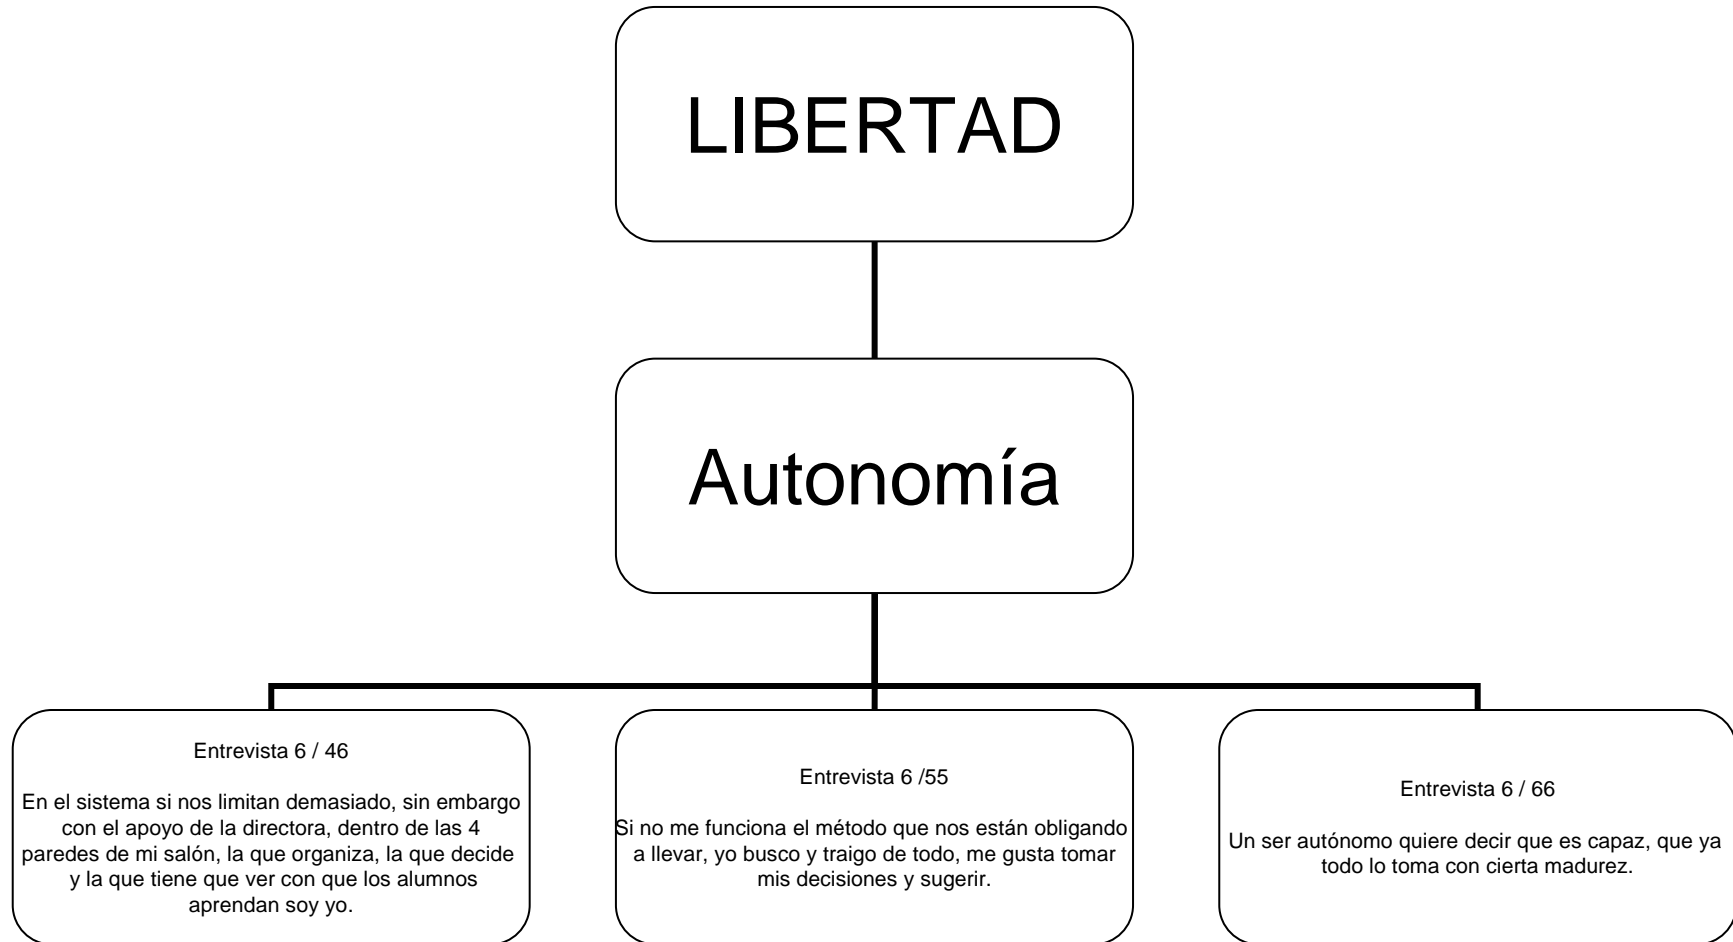 LIBERTAD
Autonomía
Entrevista 6 / 46
En el sistema si nos limitan demasiado, sin embargo
con el apoyo de la directora, dentro de las 4
paredes de mi salón, la que organiza, la que decide
y la que tiene que ver con que los alumnos
aprendan soy yo.
Entrevista 6 /55
Si no me funciona el método que nos están obligando
a llevar, yo busco y traigo de todo, me gusta tomar
mis decisiones y sugerir.
Entrevista 6 / 66
Un ser autónomo quiere decir que es capaz, que ya
todo lo toma con cierta madurez.